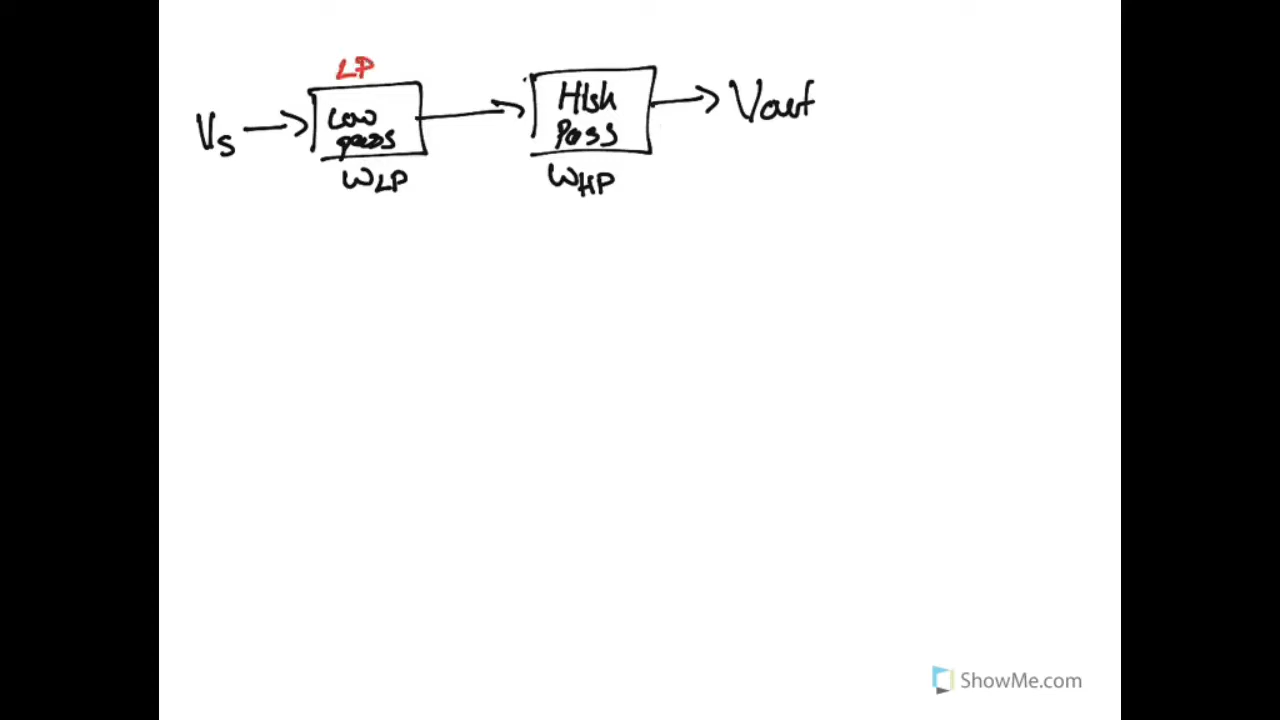 LP
Vs → Low pass → High Pass → Vout
ωLP ωHP
ShowMe.com